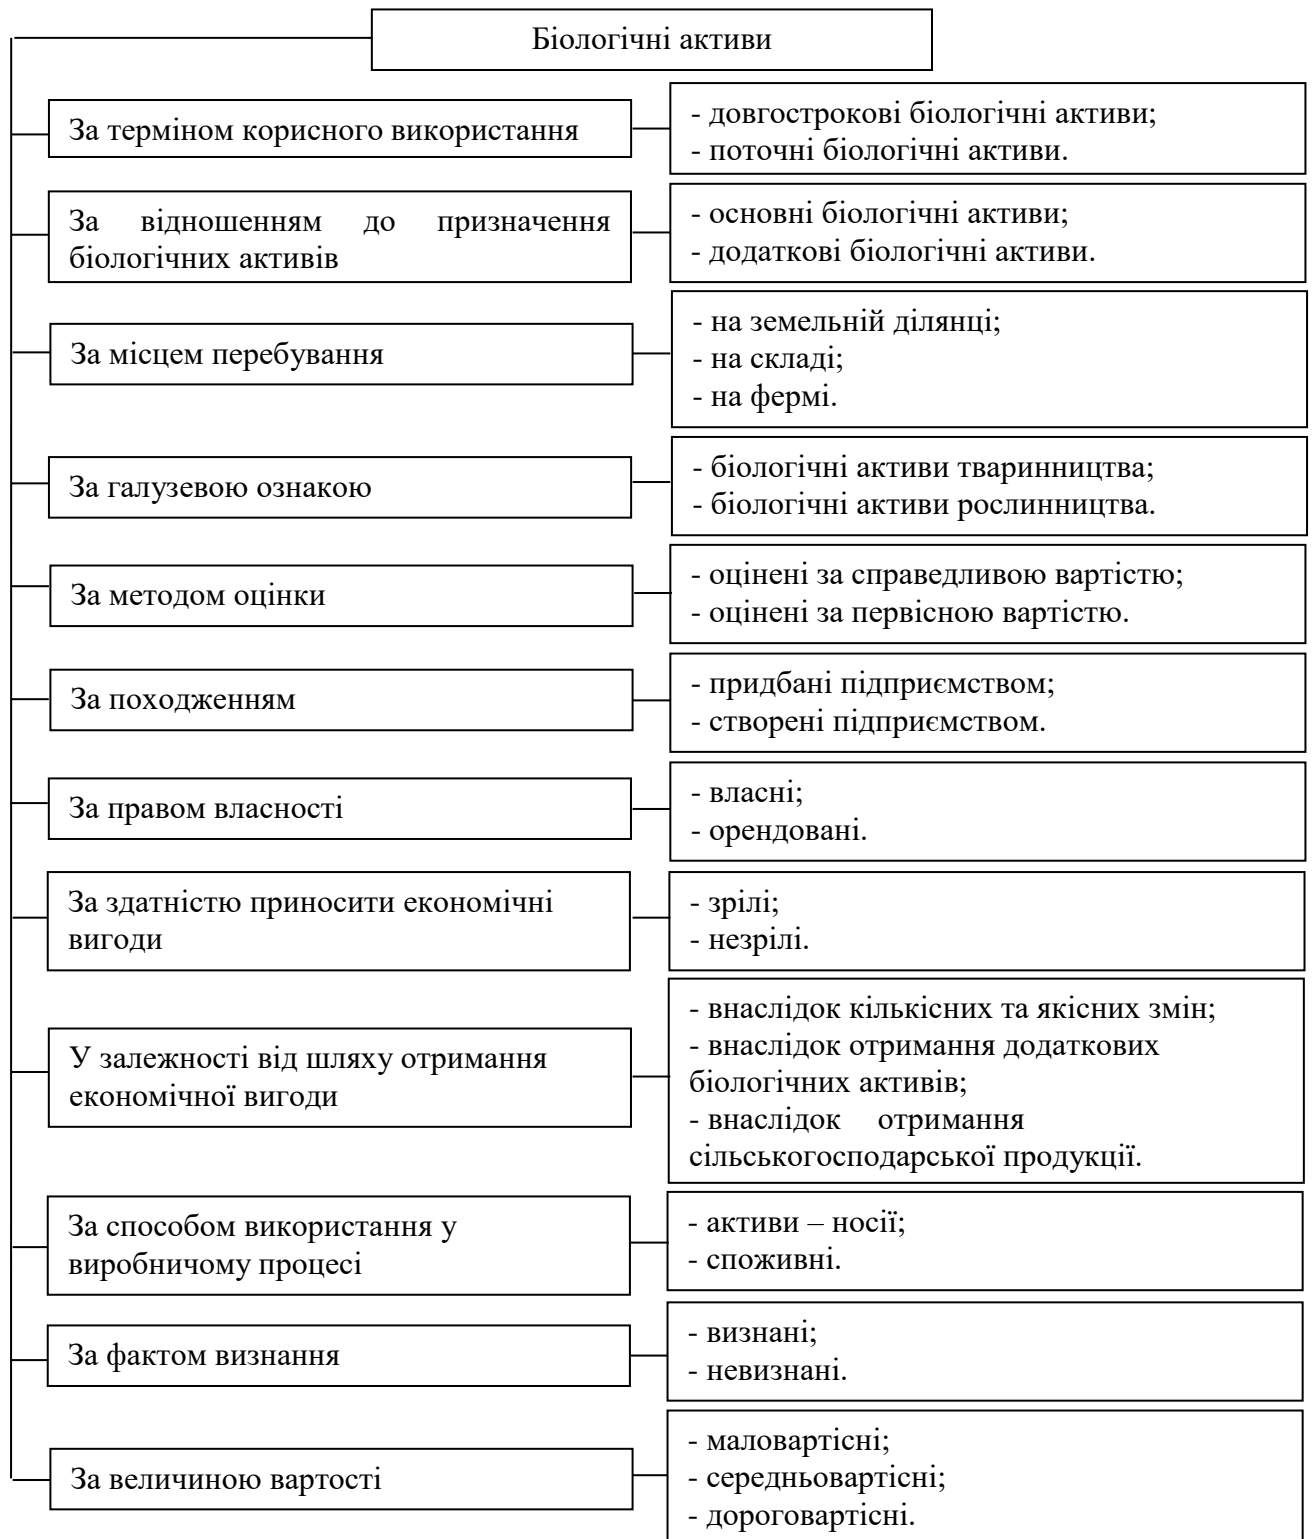 Біологічні активи
За терміном корисного використання
- довгострокові біологічні активи;
- поточні біологічні активи.
За відношенням до призначення
біологічних активів
- основні біологічні активи;
- додаткові біологічні активи.
За місцем перебування
- на земельній ділянці;
- на складі;
- на фермі.
За галузевою ознакою
- біологічні активи тваринництва;
- біологічні активи рослинництва.
За методом оцінки
- оцінені за справедливою вартістю;
- оцінені за первісною вартістю.
За походженням
- придбані підприємством;
- створені підприємством.
За правом власності
- власні;
- орендовані.
За здатністю приносити економічні
вигоди
- зрілі;
- незрілі.
У залежності від шляху отримання
економічної вигоди
- внаслідок кількісних та якісних змін;
- внаслідок отримання додаткових
біологічних активів;
- внаслідок отримання
сільськогосподарської продукції.
За способом використання у
виробничому процесі
- активи – носії;
- споживні.
За фактом визнання
- визнані;
- невизнані.
За величиною вартості
- маловартісні;
- середньовартісні;
- дороговартісні.